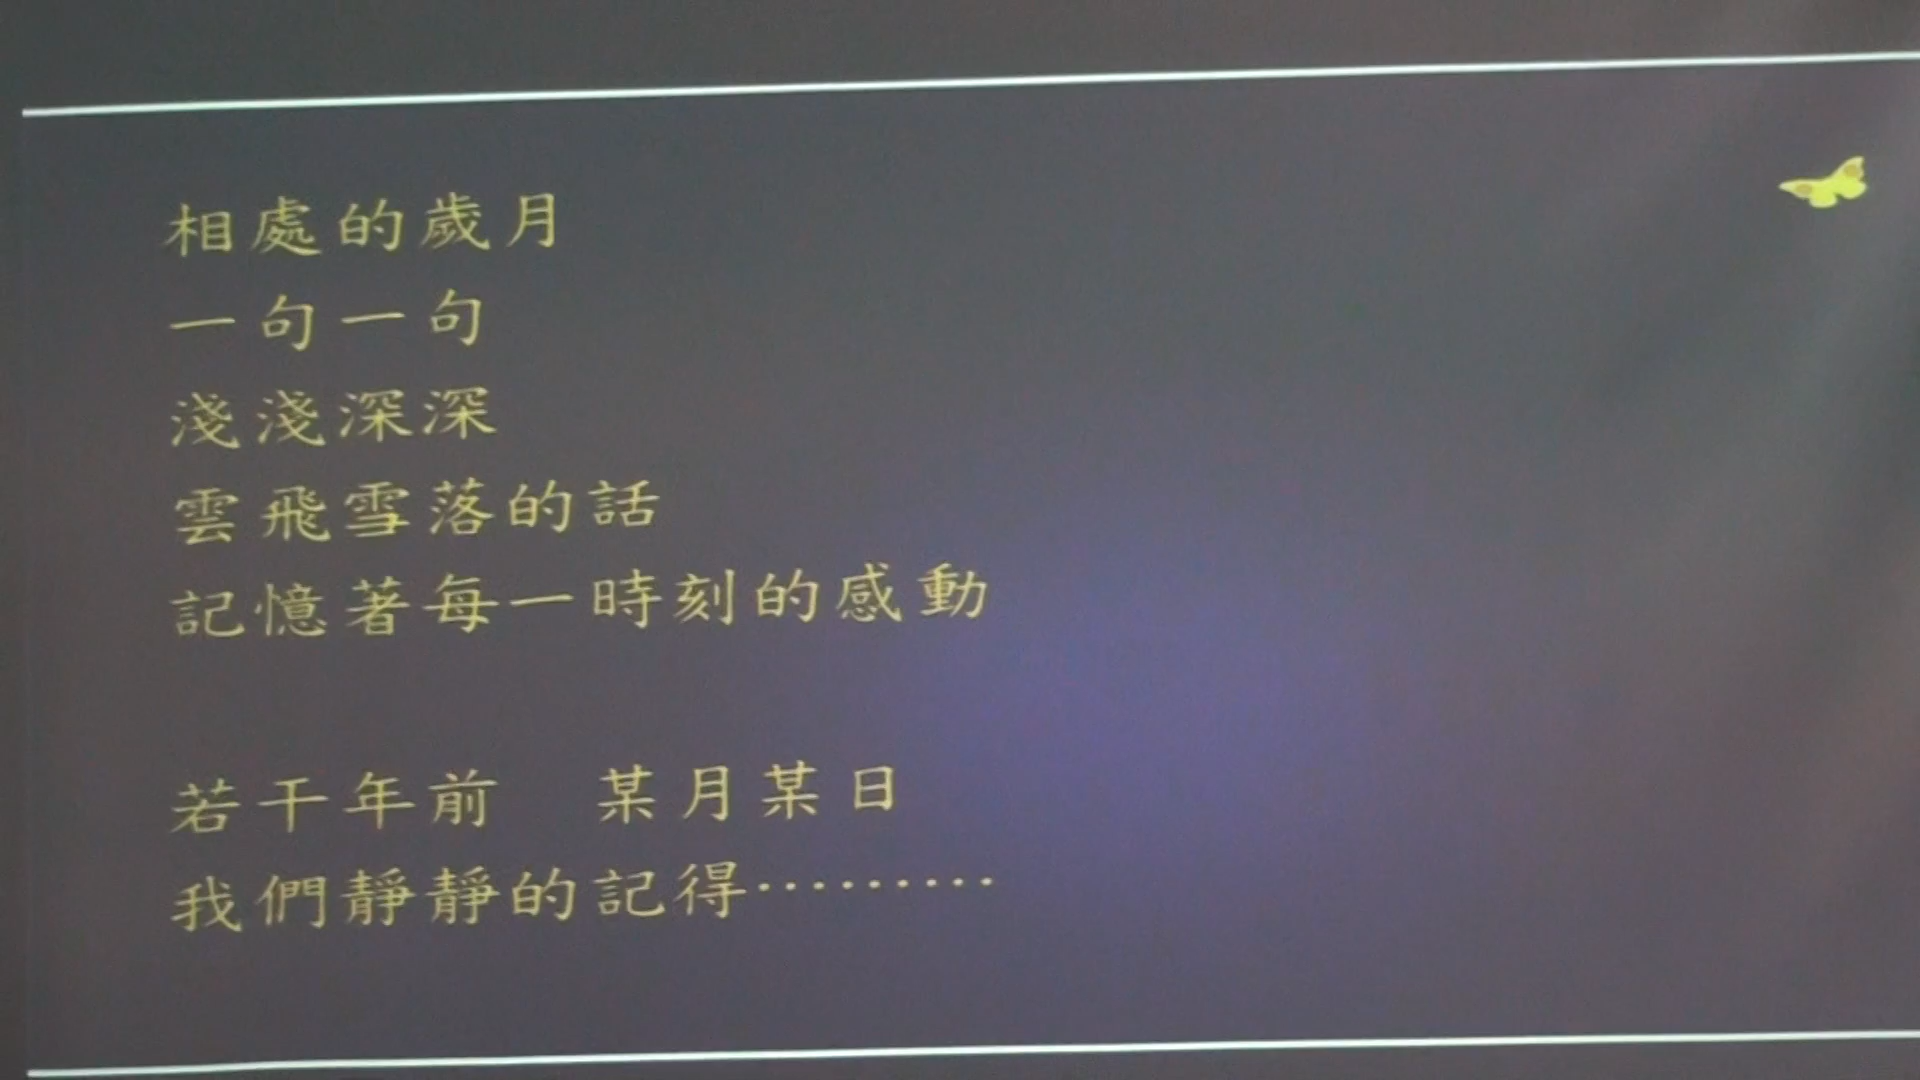 相處的歲月
一句一句
淺淺深深
雲飛雪落的話
記憶著每一時刻的感動
若干年前　某月某日
我們靜靜的記得·········